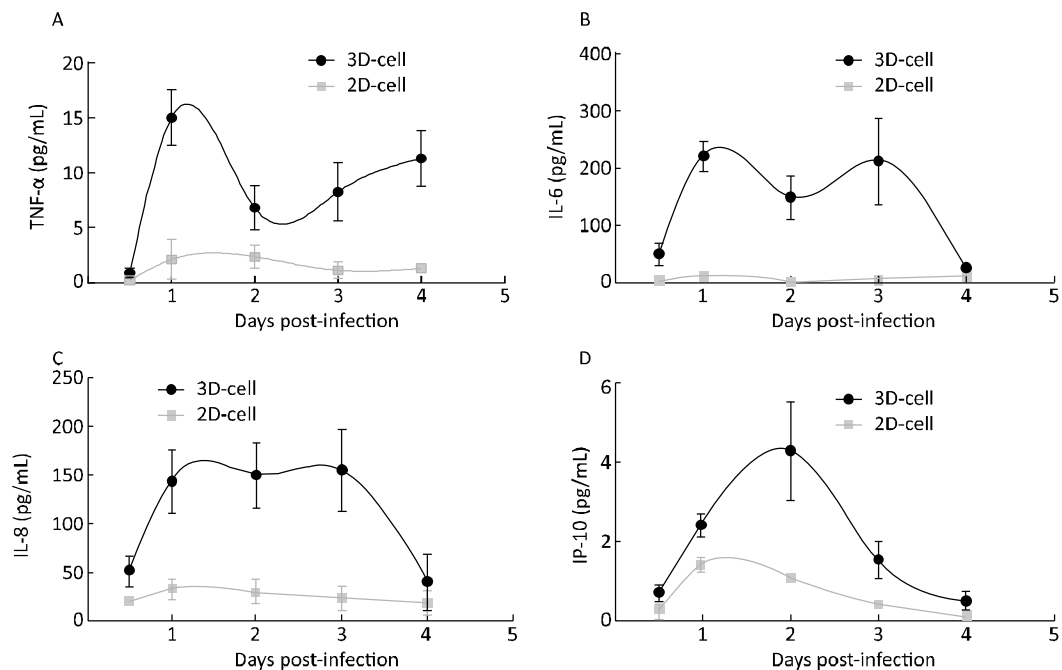 A
3D-cell
2D-cell
20
15
10
5
0
TNF-α (pg/mL)
1
2
3
4
5
Days post-infection
B
3D-cell
2D-cell
400
300
200
100
0
IL-6 (pg/mL)
1
2
3
4
5
Days post-infection
C
3D-cell
2D-cell
250
200
150
100
50
0
IL-8 (pg/mL)
1
2
3
4
5
Days post-infection
D
3D-cell
2D-cell
6
4
2
0
IP-10 (pg/mL)
1
2
3
4
5
Days post-infection